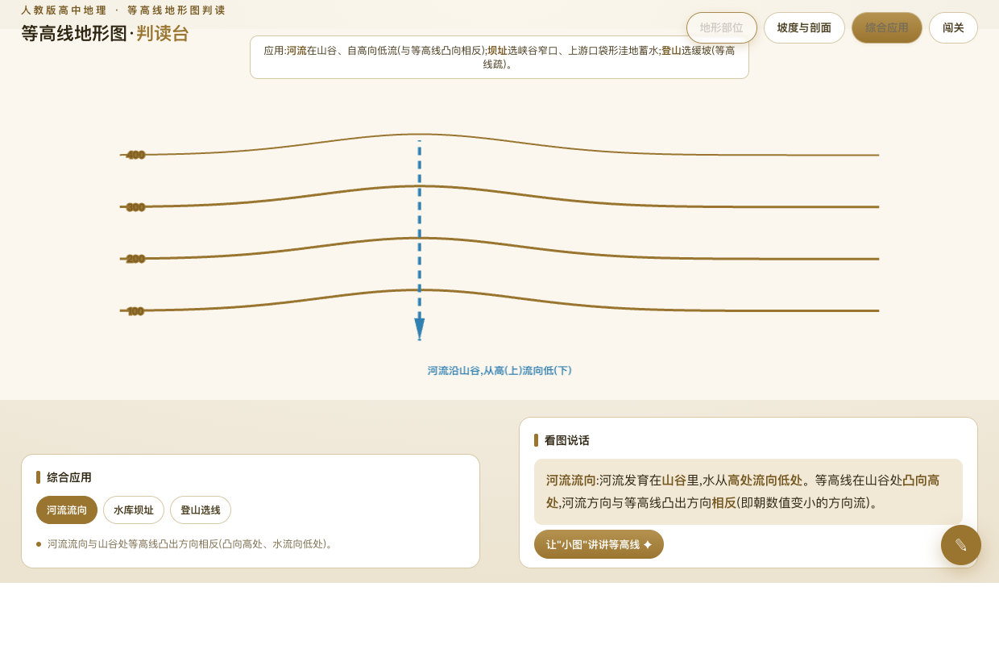 人教版高中地理 · 等高线地形图判读
等高线地形图·判读台
地形部位
坡度与剖面
综合应用
闯关
应用:河流在山谷、自高向低流(与等高线凸向相反);坝址选峡谷窄口、上游口袋形洼地蓄水;登山选缓坡(等高
线疏)。
400
300
200
100
河流沿山谷,从高(上)流向低(下)
综合应用
河流流向
水库坝址
登山选线
河流流向与山谷处等高线凸出方向相反(凸向高处、水流向低处)。
看图说话
河流流向:河流发育在山谷里,水从高处流向低处。等高线在山谷处凸向高
处,河流方向与等高线凸出方向相反(即朝数值变小的方向流)。
让"小图"讲讲等高线 ✦